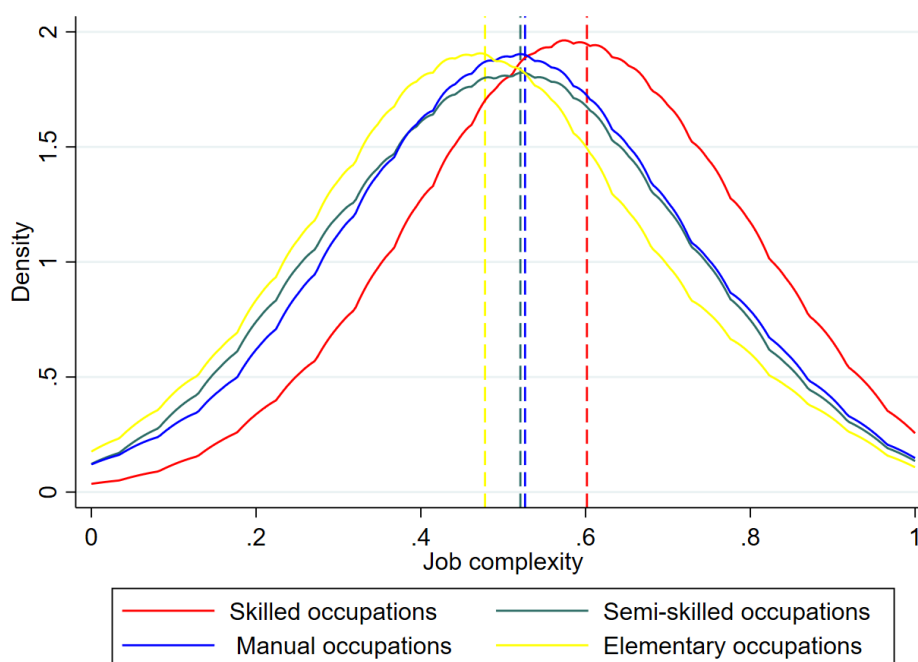 2
1.5
1
.5
0
Density
0 .2 .4 .6 .8 1
Job complexity
Skilled occupations Semi-skilled occupations
Manual occupations Elementary occupations